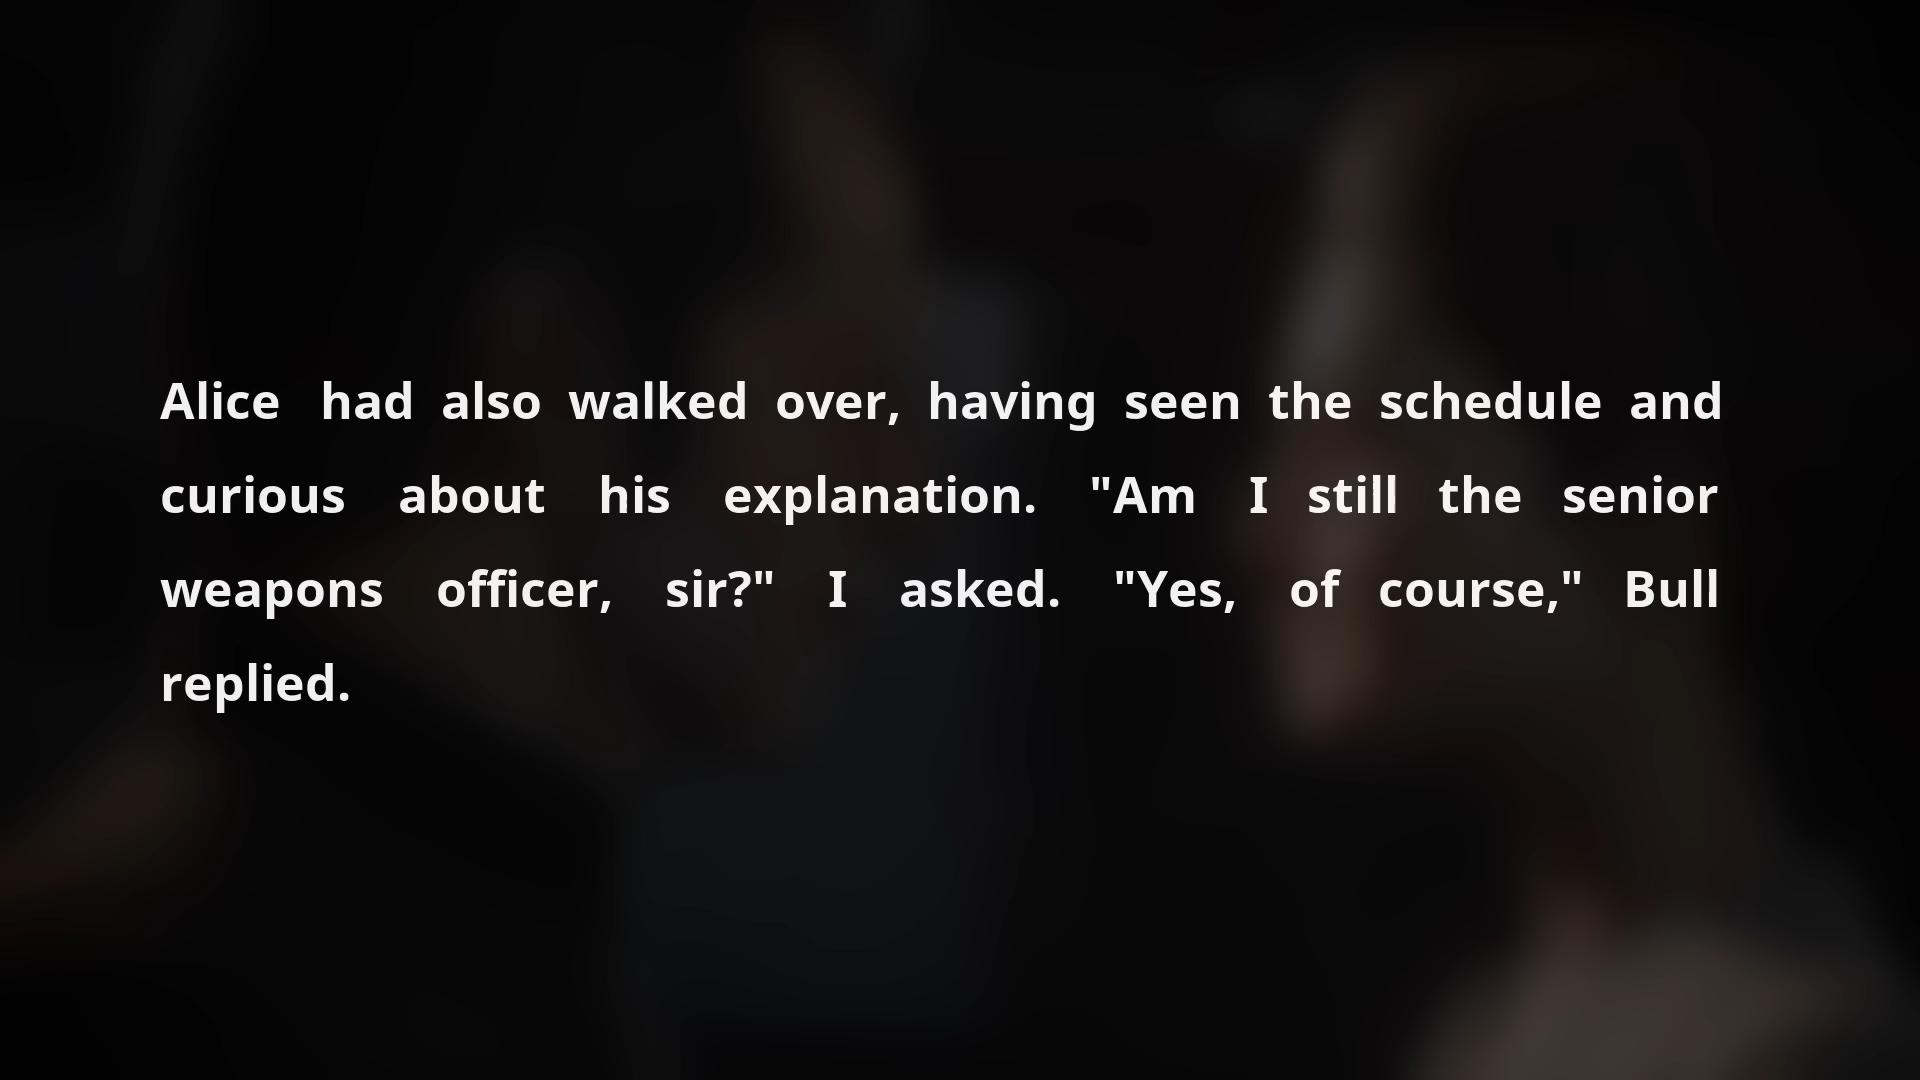 Alice had also walked over, having seen the schedule and
curious about his explanation. "Am I still the senior
weapons officer, sir?" I asked. "Yes, of course," Bull
replied.